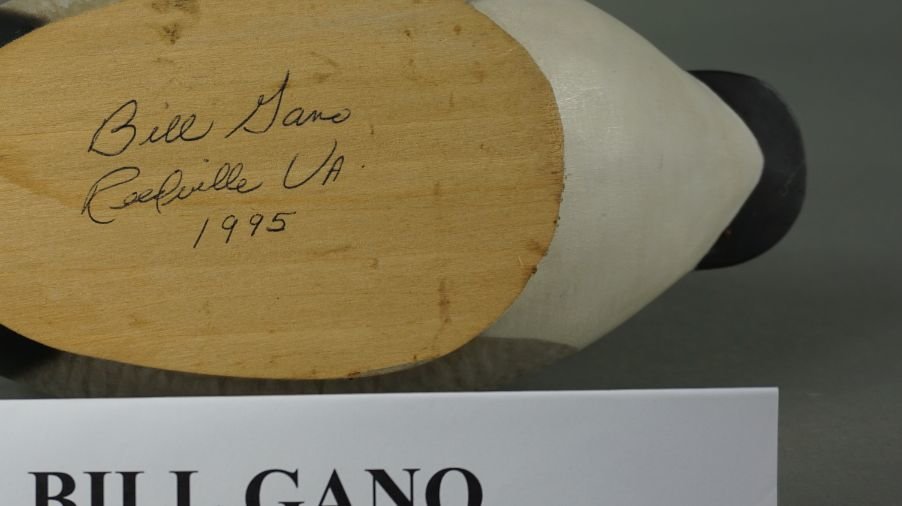 Bill Gano
Reedville VA.
1995
BILL GANO